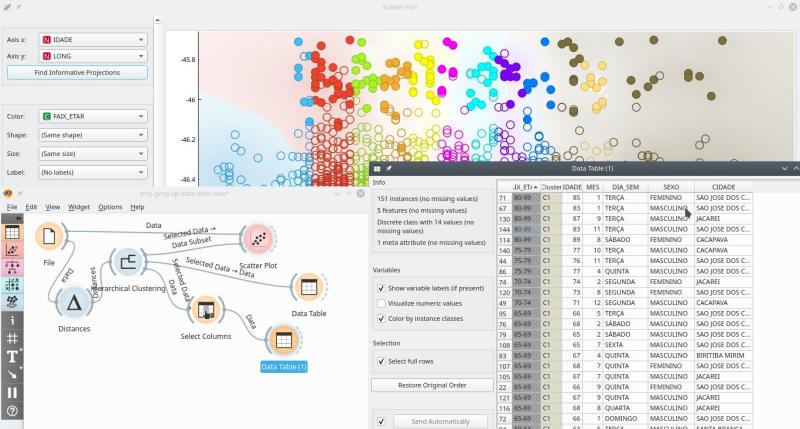 Scatter Plot
Axis x: N IDADE
Axis y: N LONG
Find Informative Projections
Color: C FAIX_ETAR
Shape: (Same shape)
Size: (Same size)
Label: (No labels)
-45.8
-46
-46.2
-46.4
proj-geop-sp-data-mine.ows*
File Edit View Widget Options Help
Data
Selected Data → Data Subset
Selected Data → Data
File
Data
Distances
Distances
Hierarchical Clustering
Selected Data
Data
Scatter Plot
Data Table
Select Columns
Data
Data Table (1)
Data Table (1)
Info
151 instances (no missing values)
5 features (no missing values)
Discrete class with 14 values (no missing values)
1 meta attribute (no missing values)
Variables
Show variable labels (if present)
Visualize numeric values
Color by instance classes
Selection
Select full rows
Restore Original Order
Send Automatically
Cluster IDADE MES DIA_SEM SEXO CIDADE
71 80-99 C1 85 1 TERÇA FEMININO SAO JOSE DOS C...
67 80-99 C1 83 1 TERÇA MASCULINO SAO JOSE DOS C...
130 80-99 C1 87 9 TERÇA MASCULINO JACAREI
144 80-99 C1 83 11 TERÇA MASCULINO SAO JOSE DOS C...
114 80-99 C1 89 8 SÁBADO FEMININO CACAPAVA
140 75-79 C1 77 10 TERÇA MASCULINO CACAPAVA
44 75-79 C1 76 11 TERÇA MASCULINO SAO JOSE DOS C...
86 75-79 C1 77 4 QUINTA MASCULINO SAO JOSE DOS C...
74 70-74 C1 74 2 SEGUNDA FEMININO JACAREI
120 70-74 C1 73 8 SEGUNDA FEMININO SAO JOSE DOS C...
49 70-74 C1 71 12 SEGUNDA MASCULINO CACAPAVA
95 65-69 C1 66 5 TERÇA MASCULINO SAO JOSE DOS C...
76 65-69 C1 68 2 SÁBADO MASCULINO SAO JOSE DOS C...
79 65-69 C1 65 2 SÁBADO MASCULINO SAO JOSE DOS C...
108 65-69 C1 65 7 SEXTA MASCULINO SAO JOSE DOS C...
83 65-69 C1 67 4 QUINTA MASCULINO BIRITIBA MIRIM
107 65-69 C1 68 7 QUINTA MASCULINO SAO JOSE DOS C...
105 65-69 C1 67 7 QUINTA MASCULINO JACAREI
22 65-69 C1 66 9 QUINTA FEMININO SAO JOSE DOS C...
121 65-69 C1 66 9 QUINTA MASCULINO JACAREI
116 65-69 C1 68 8 QUARTA MASCULINO JACAREI
72 65-69 C1 66 1 DOMINGO MASCULINO SAO JOSE DOS C...